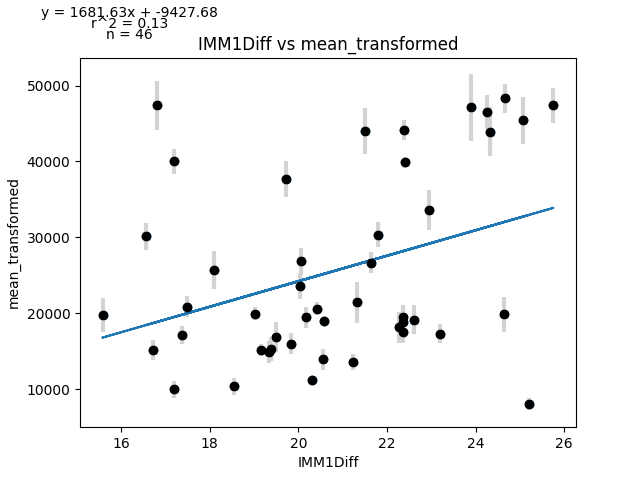 y = 1681.63x + -9427.68
r^2 = 0.13
n = 46
IMM1Diff vs mean_transformed
50000
40000
30000
20000
10000
mean_transformed
16 18 20 22 24 26
IMM1Diff